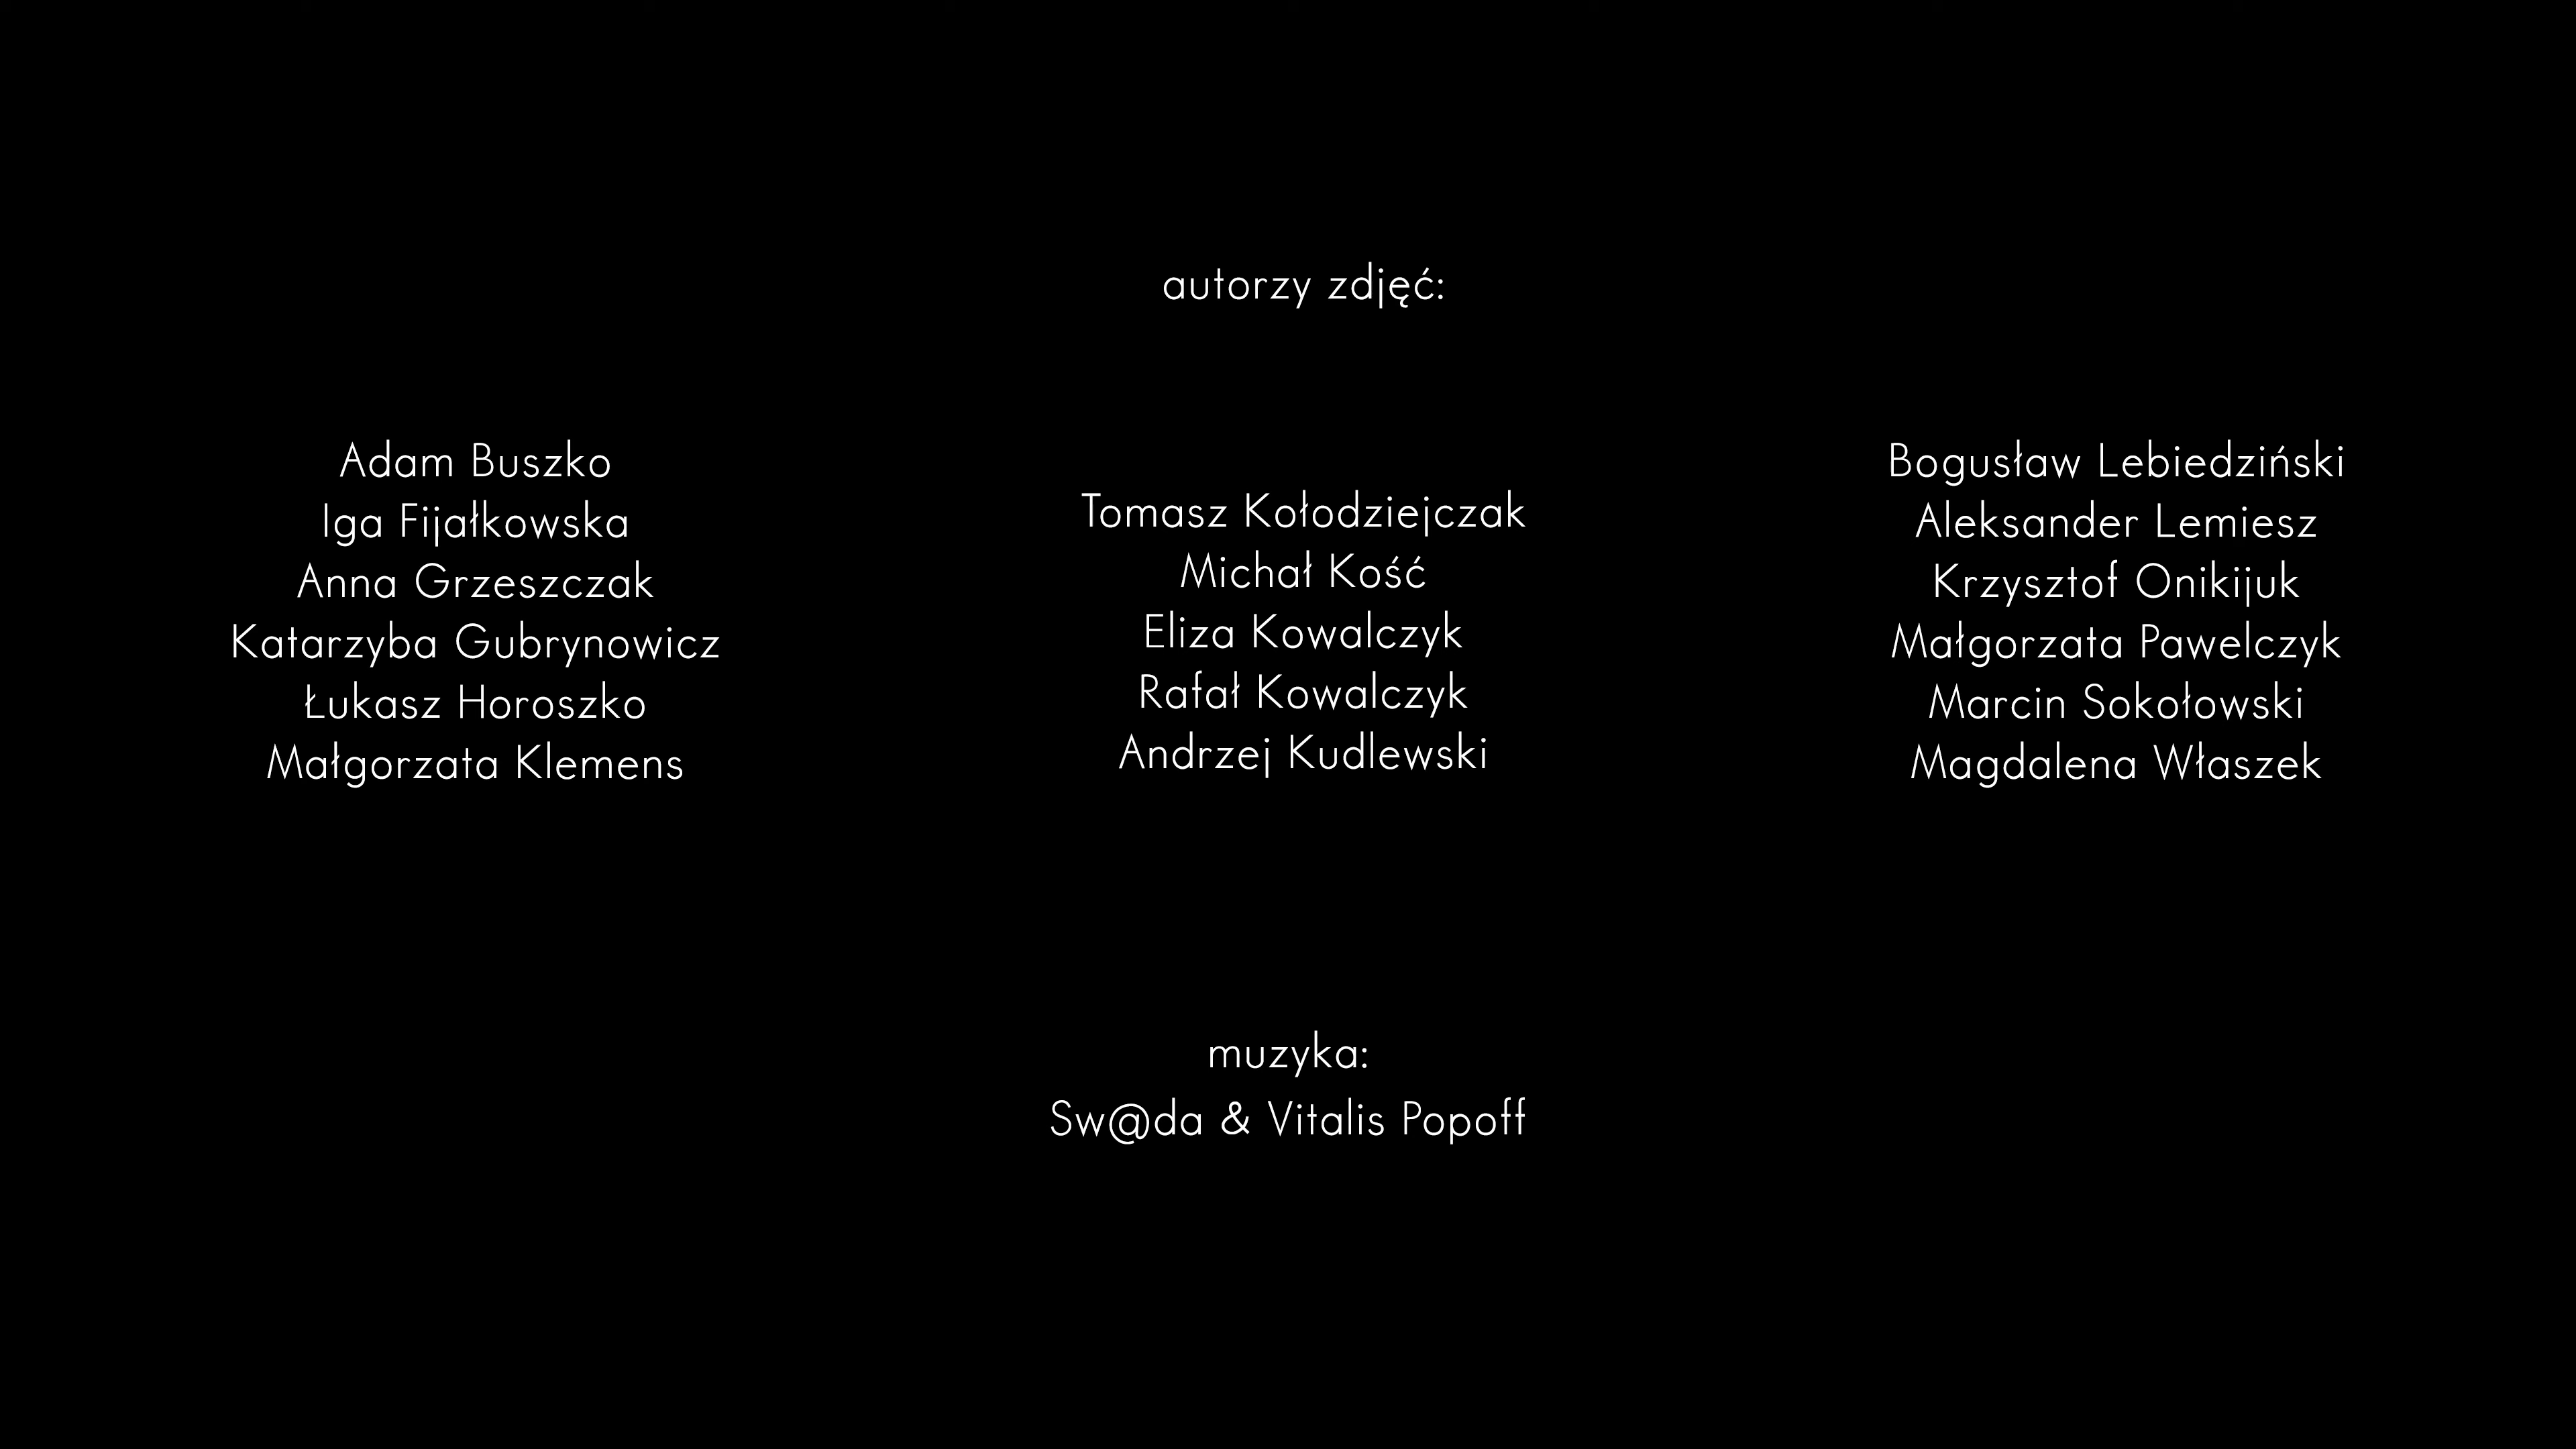 autorzy zdjęć:
Adam Buszko
Iga Fijałkowska
Anna Grzeszczak
Katarzyba Gubrynowicz
Łukasz Horoszko
Małgorzata Klemens
Tomasz Kołodziejczak
Michał Kość
Eliza Kowalczyk
Rafał Kowalczyk
Andrzej Kudlewski
Bogusław Lebiedziński
Aleksander Lemiesz
Krzysztof Onikijuk
Małgorzata Pawelczyk
Marcin Sokołowski
Magdalena Właszek
muzyka:
Sw@da & Vitalis Popoff